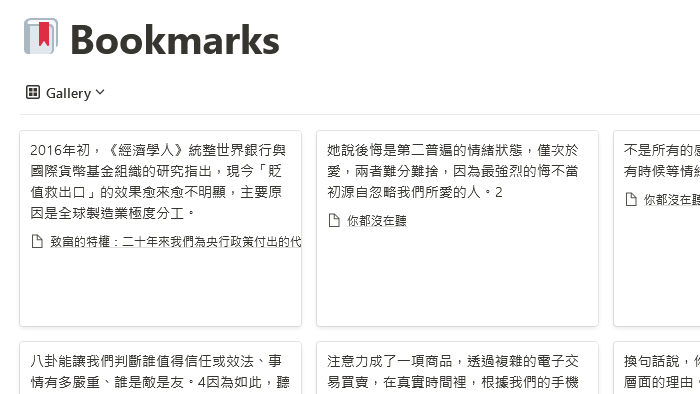 Bookmarks
Gallery
2016年初，《經濟學人》統整世界銀行與
國際貨幣基金組織的研究指出，現今「貶
值救出口」的效果愈來愈不明顯，主要原
因是全球製造業極度分工。
致富的特權：二十年來我們為央行政策付出的代
她說後悔是第二普遍的情緒狀態，僅次於
愛，兩者難分難捨，因為最強烈的悔不當
初源自忽略我們所愛的人。2
你都沒在聽
不是所有的
有時候等情
你都沒在聽
八卦能讓我們判斷誰值得信任或效法、事
情有多嚴重、誰是敵是友。4因為如此，聽
注意力成了一項商品，透過複雜的電子交
易買賣，在真實時間裡，根據我們的手機
換句話說，你
層面的理由，